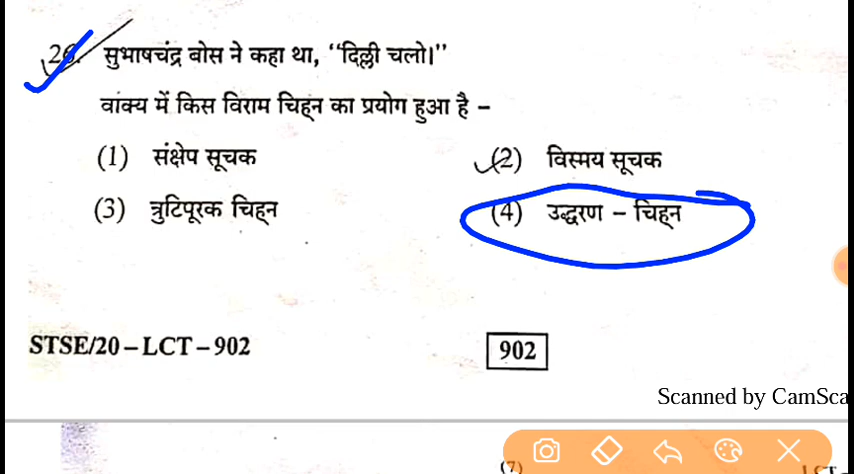 26. सुभाषचंद्र बोस ने कहा था, “दिल्ली चलो।”
वाक्य में किस विराम चिह्न का प्रयोग हुआ है –
(1) संक्षेप सूचक
(2) विस्मय सूचक
(3) त्रुटिपूरक चिह्न
(4) उद्धरण – चिह्न
STSE/20 – LCT – 902
902
Scanned by CamSca
(7)